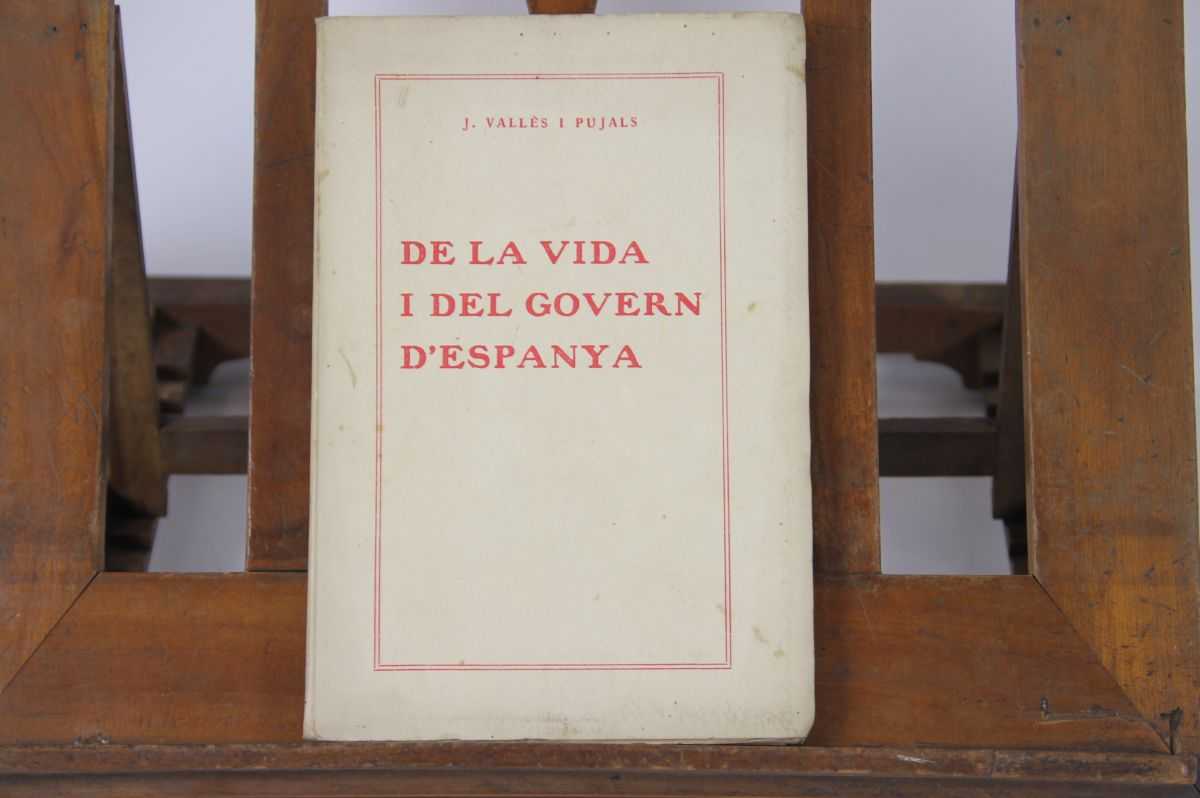 J. VALLÈS I PUJALS
DE LA VIDA
I DEL GOVERN
D'ESPANYA